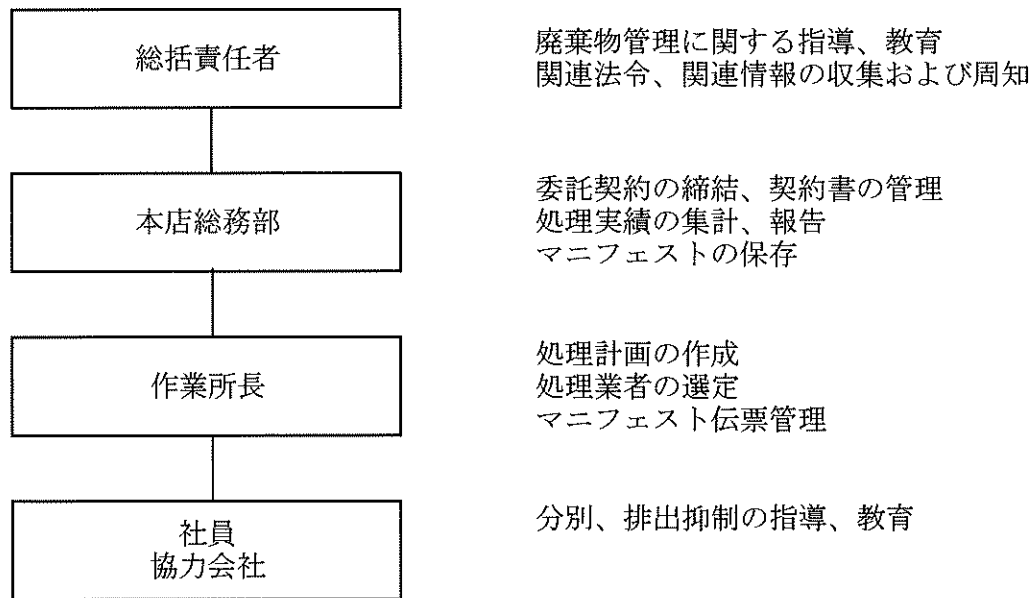 総括責任者
廃棄物管理に関する指導、教育
関連法令、関連情報の収集および周知
本店総務部
委託契約の締結、契約書の管理
処理実績の集計、報告
マニフェストの保存
作業所長
処理計画の作成
処理業者の選定
マニフェスト伝票管理
社員
協力会社
分別、排出抑制の指導、教育